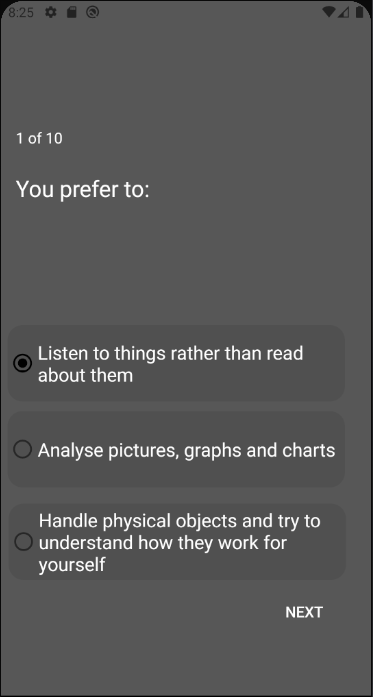 8:25
1 of 10
You prefer to:
Listen to things rather than read
about them
Analyse pictures, graphs and charts
Handle physical objects and try to
understand how they work for
yourself
NEXT